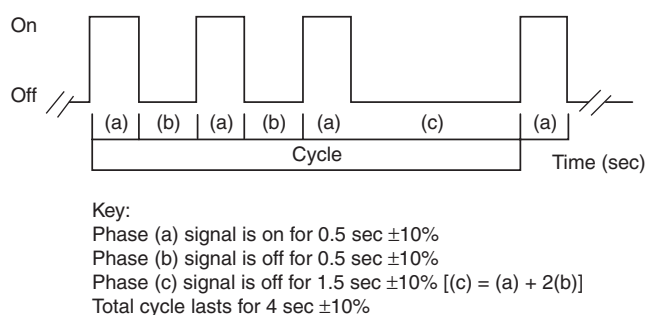 On
Off
(a) (b) (a) (b) (a) (c) (a)
Cycle
Time (sec)
Key:
Phase (a) signal is on for 0.5 sec ±10%
Phase (b) signal is off for 0.5 sec ±10%
Phase (c) signal is off for 1.5 sec ±10% [(c) = (a) + 2(b)]
Total cycle lasts for 4 sec ±10%